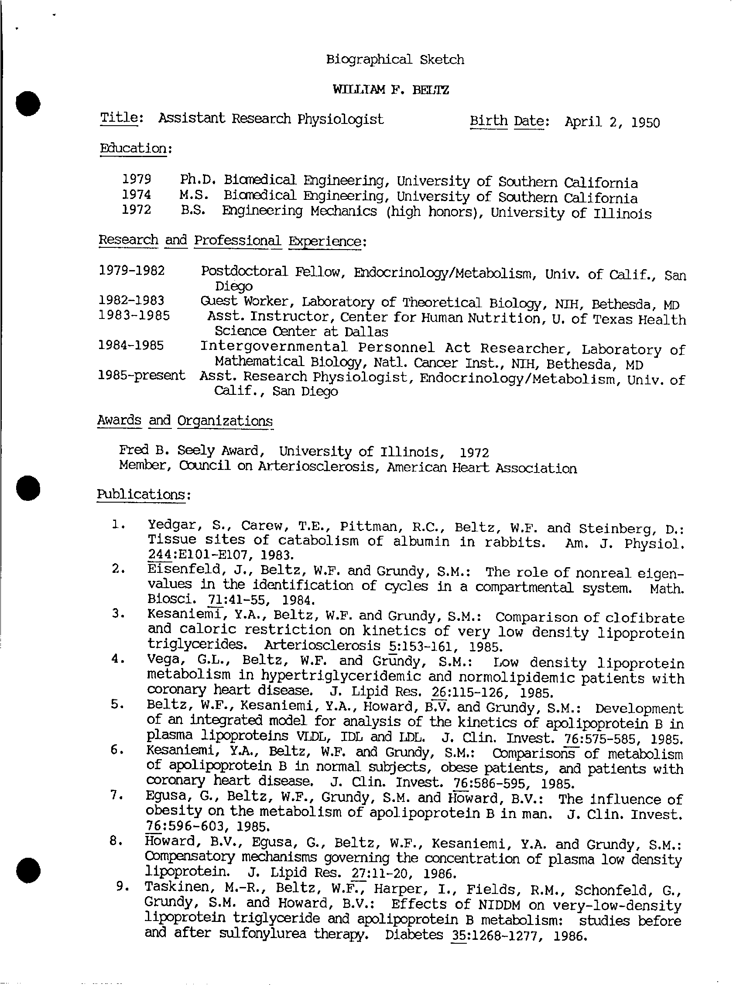 Biographical Sketch
WILLIAM F. BELTZ
Title: Assistant Research Physiologist Birth Date: April 2, 1950
Education:
1979 Ph.D. Biomedical Engineering, University of Southern California
1974 M.S. Biomedical Engineering, University of Southern California
1972 B.S. Engineering Mechanics (high honors), University of Illinois
Research and Professional Experience:
1979-1982 Postdoctoral Fellow, Endocrinology/Metabolism, Univ. of Calif., San
Diego
1982-1983 Guest Worker, Laboratory of Theoretical Biology, NIH, Bethesda, MD
1983-1985 Asst. Instructor, Center for Human Nutrition, U. of Texas Health
Science Center at Dallas
1984-1985 Intergovernmental Personnel Act Researcher, Laboratory of
Mathematical Biology, Natl. Cancer Inst., NIH, Bethesda, MD
1985-present Asst. Research Physiologist, Endocrinology/Metabolism, Univ. of
Calif., San Diego
Awards and Organizations
Fred B. Seely Award, University of Illinois, 1972
Member, Council on Arteriosclerosis, American Heart Association
Publications:
1. Yedgar, S., Carew, T.E., Pittman, R.C., Beltz, W.F. and Steinberg, D.:
Tissue sites of catabolism of albumin in rabbits. Am. J. Physiol.
244:E101-E107, 1983.
2. Eisenfeld, J., Beltz, W.F. and Grundy, S.M.: The role of nonreal eigen-
values in the identification of cycles in a compartmental system. Math.
Biosci. 71:41-55, 1984.
3. Kesaniemi, Y.A., Beltz, W.F. and Grundy, S.M.: Comparison of clofibrate
and caloric restriction on kinetics of very low density lipoprotein
triglycerides. Arteriosclerosis 5:153-161, 1985.
4. Vega, G.L., Beltz, W.F. and Grundy, S.M.: Low density lipoprotein
metabolism in hypertriglyceridemic and normolipidemic patients with
coronary heart disease. J. Lipid Res. 26:115-126, 1985.
5. Beltz, W.F., Kesaniemi, Y.A., Howard, B.V. and Grundy, S.M.: Development
of an integrated model for analysis of the kinetics of apolipoprotein B in
plasma lipoproteins VLDL, IDL and LDL. J. Clin. Invest. 76:575-585, 1985.
6. Kesaniemi, Y.A., Beltz, W.F. and Grundy, S.M.: Comparisons of metabolism
of apolipoprotein B in normal subjects, obese patients, and patients with
coronary heart disease. J. Clin. Invest. 76:586-595, 1985.
7. Egusa, G., Beltz, W.F., Grundy, S.M. and Howard, B.V.: The influence of
obesity on the metabolism of apolipoprotein B in man. J. Clin. Invest.
76:596-603, 1985.
8. Howard, B.V., Egusa, G., Beltz, W.F., Kesaniemi, Y.A. and Grundy, S.M.:
Compensatory mechanisms governing the concentration of plasma low density
lipoprotein. J. Lipid Res. 27:11-20, 1986.
9. Taskinen, M.-R., Beltz, W.F., Harper, I., Fields, R.M., Schonfeld, G.,
Grundy, S.M. and Howard, B.V.: Effects of NIDDM on very-low-density
lipoprotein triglyceride and apolipoprotein B metabolism: studies before
and after sulfonylurea therapy. Diabetes 35:1268-1277, 1986.